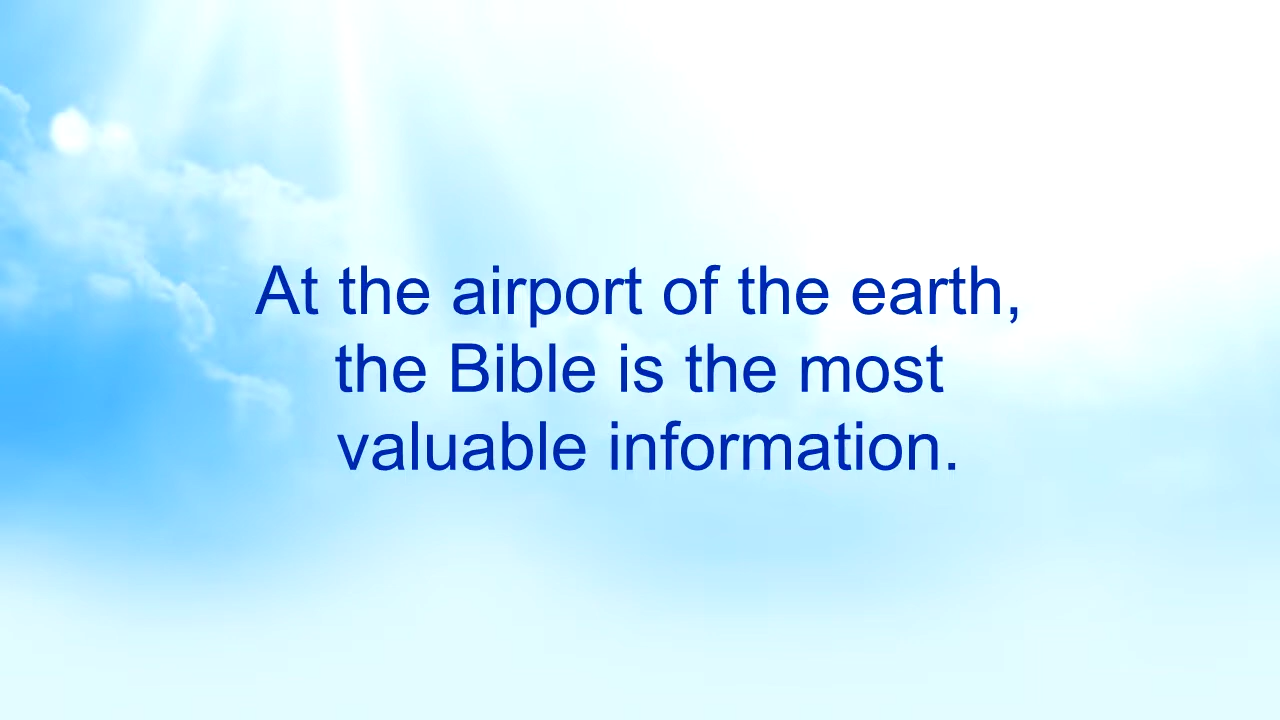 At the airport of the earth,
the Bible is the most
valuable information.